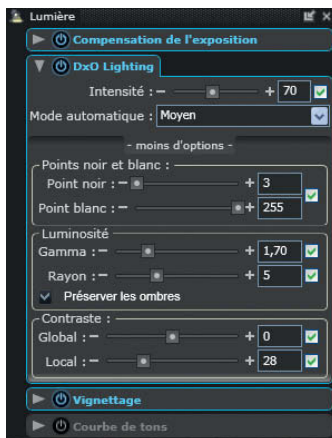 Lumière
Compensation de l'exposition
DxO Lighting
Intensité : - + 70
Mode automatique : Moyen
- moins d'options -
Points noir et blanc :
Point noir : - + 3
Point blanc : - + 255
Luminosité
Gamma : - + 1,70
Rayon : - + 5
Préserver les ombres
Contraste :
Global : - + 0
Local : - + 28
Vignettage
Courbe de tons